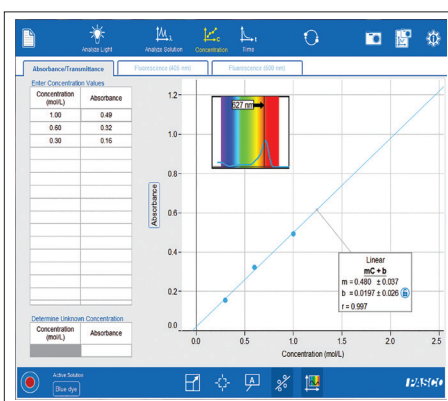 Analyze Light
Analyze Solution
Concentration
Time
Absorbance/Transmittance
Fluorescence (405 nm)
Fluorescence (500 nm)
Enter Concentration Values
Concentration (mol/L) Absorbance
1.00 0.49
0.60 0.32
0.30 0.16
Determine Unknown Concentration
Concentration (mol/L) Absorbance
627 nm
Absorbance
1.2
1.0
0.8
0.6
0.4
0.2
0.0
0.0 0.5 1.0 1.5 2.0 2.5
Concentration (mol/L)
Linear
mC + b
m = 0.480 ± 0.037
b = 0.0197 ± 0.026
r = 0.997
Active Solution
Blue dye
A
PASCO